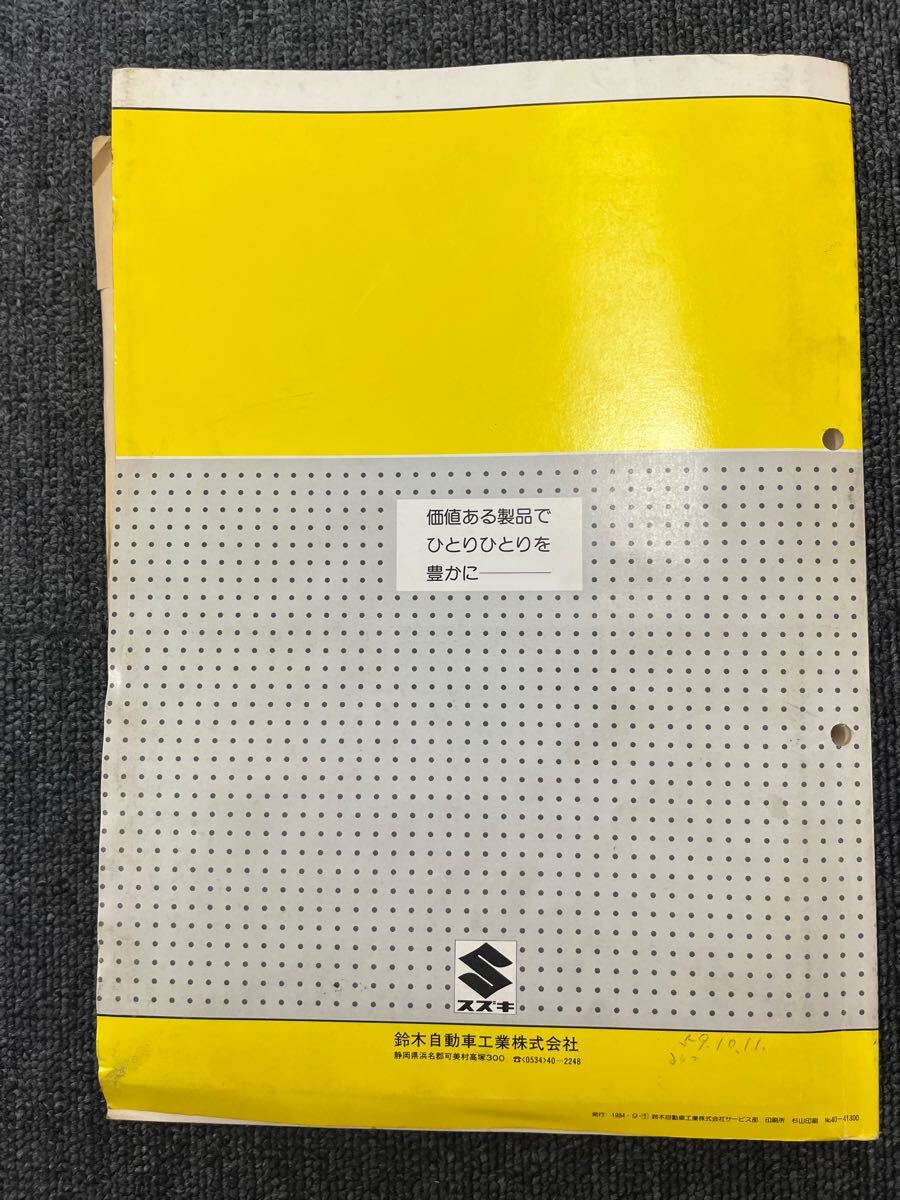 価値ある製品で
ひとりひとりを
豊かに――
スズキ
鈴木自動車工業株式会社
静岡県浜名郡可美村高塚300 ☎<0534>40-2248
59.10.11.
発行 1984・9-① 鈴木自動車工業株式会社サービス部 印刷所 杉山印刷 No40-41300